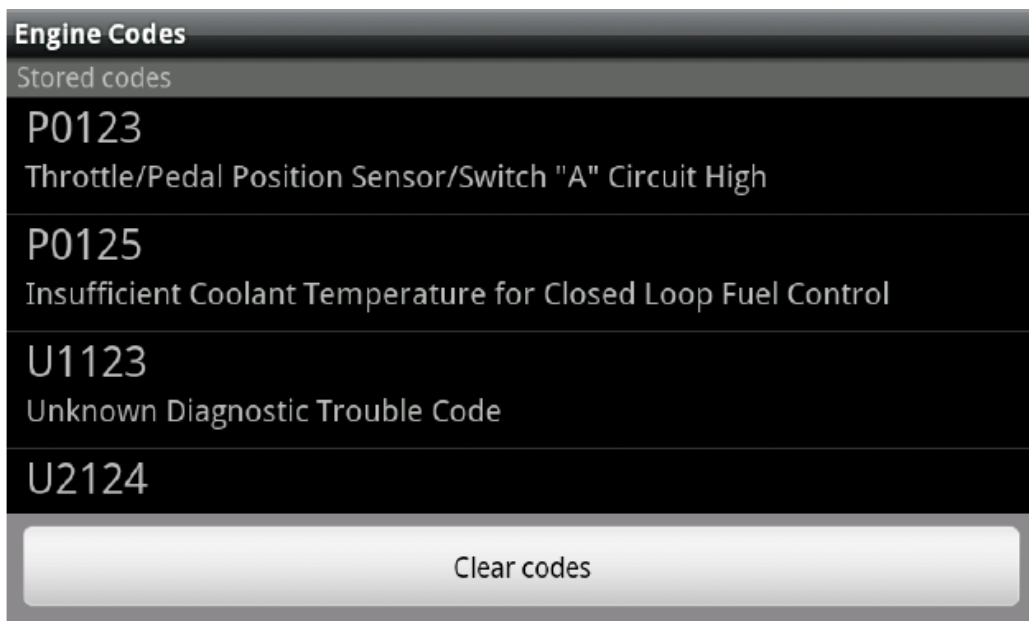 Engine Codes
Stored codes
P0123
Throttle/Pedal Position Sensor/Switch "A" Circuit High
P0125
Insufficient Coolant Temperature for Closed Loop Fuel Control
U1123
Unknown Diagnostic Trouble Code
U2124
Clear codes